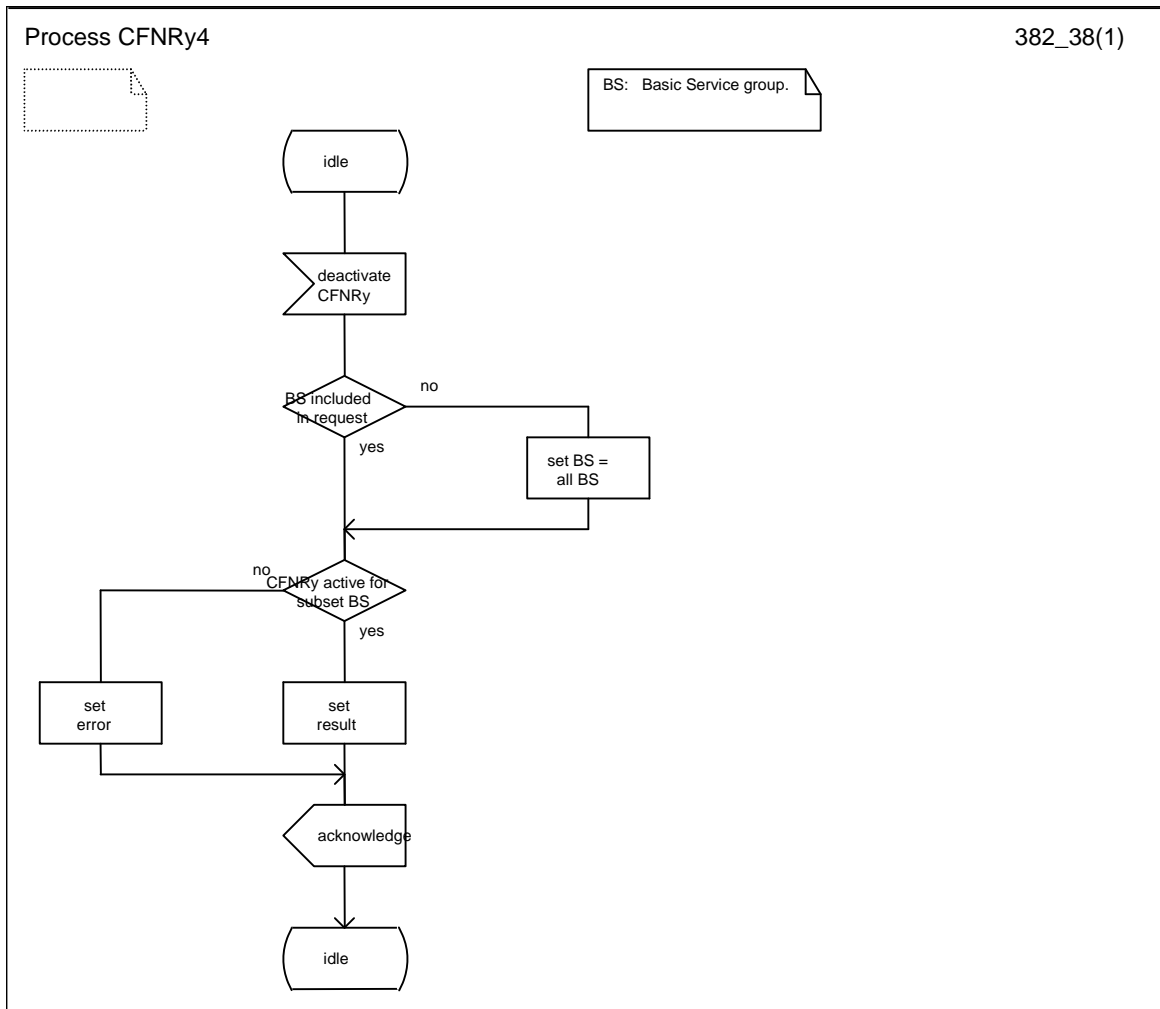 Process CFNRy4
382_38(1)
BS: Basic Service group.
idle
deactivate
CFNRy
BS included
in request
no
yes
set BS =
all BS
no
CFNRy active for
subset BS
yes
set
error
set
result
acknowledge
idle